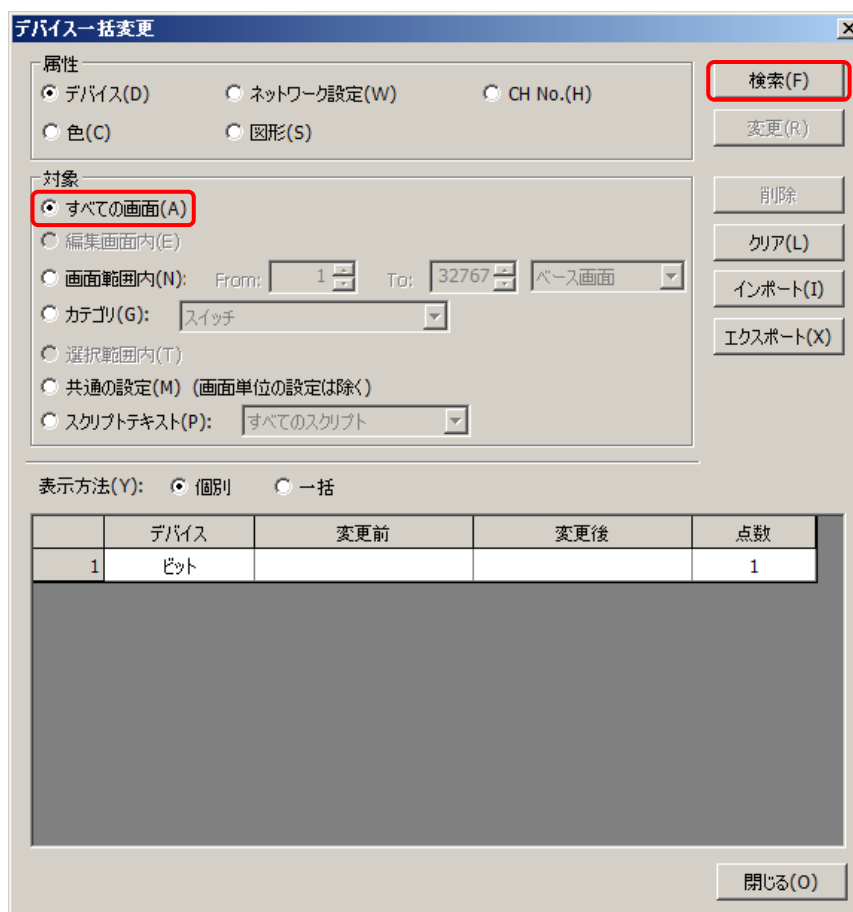 デバイス一括変更
属性
デバイス(D) ネットワーク設定(W) CH No.(H)
色(C) 図形(S)
検索(F)
変更(R)
対象
すべての画面(A)
編集画面内(E)
画面範囲内(N): From: 1 To: 32767 ベース画面
カテゴリ(G): スイッチ
選択範囲内(T)
共通の設定(M) (画面単位の設定は除く)
スクリプトテキスト(P): すべてのスクリプト
削除
クリア(L)
インポート(I)
エクスポート(X)
表示方法(Y): 個別 一括
デバイス 変更前 変更後 点数
1 ビット 1
閉じる(O)